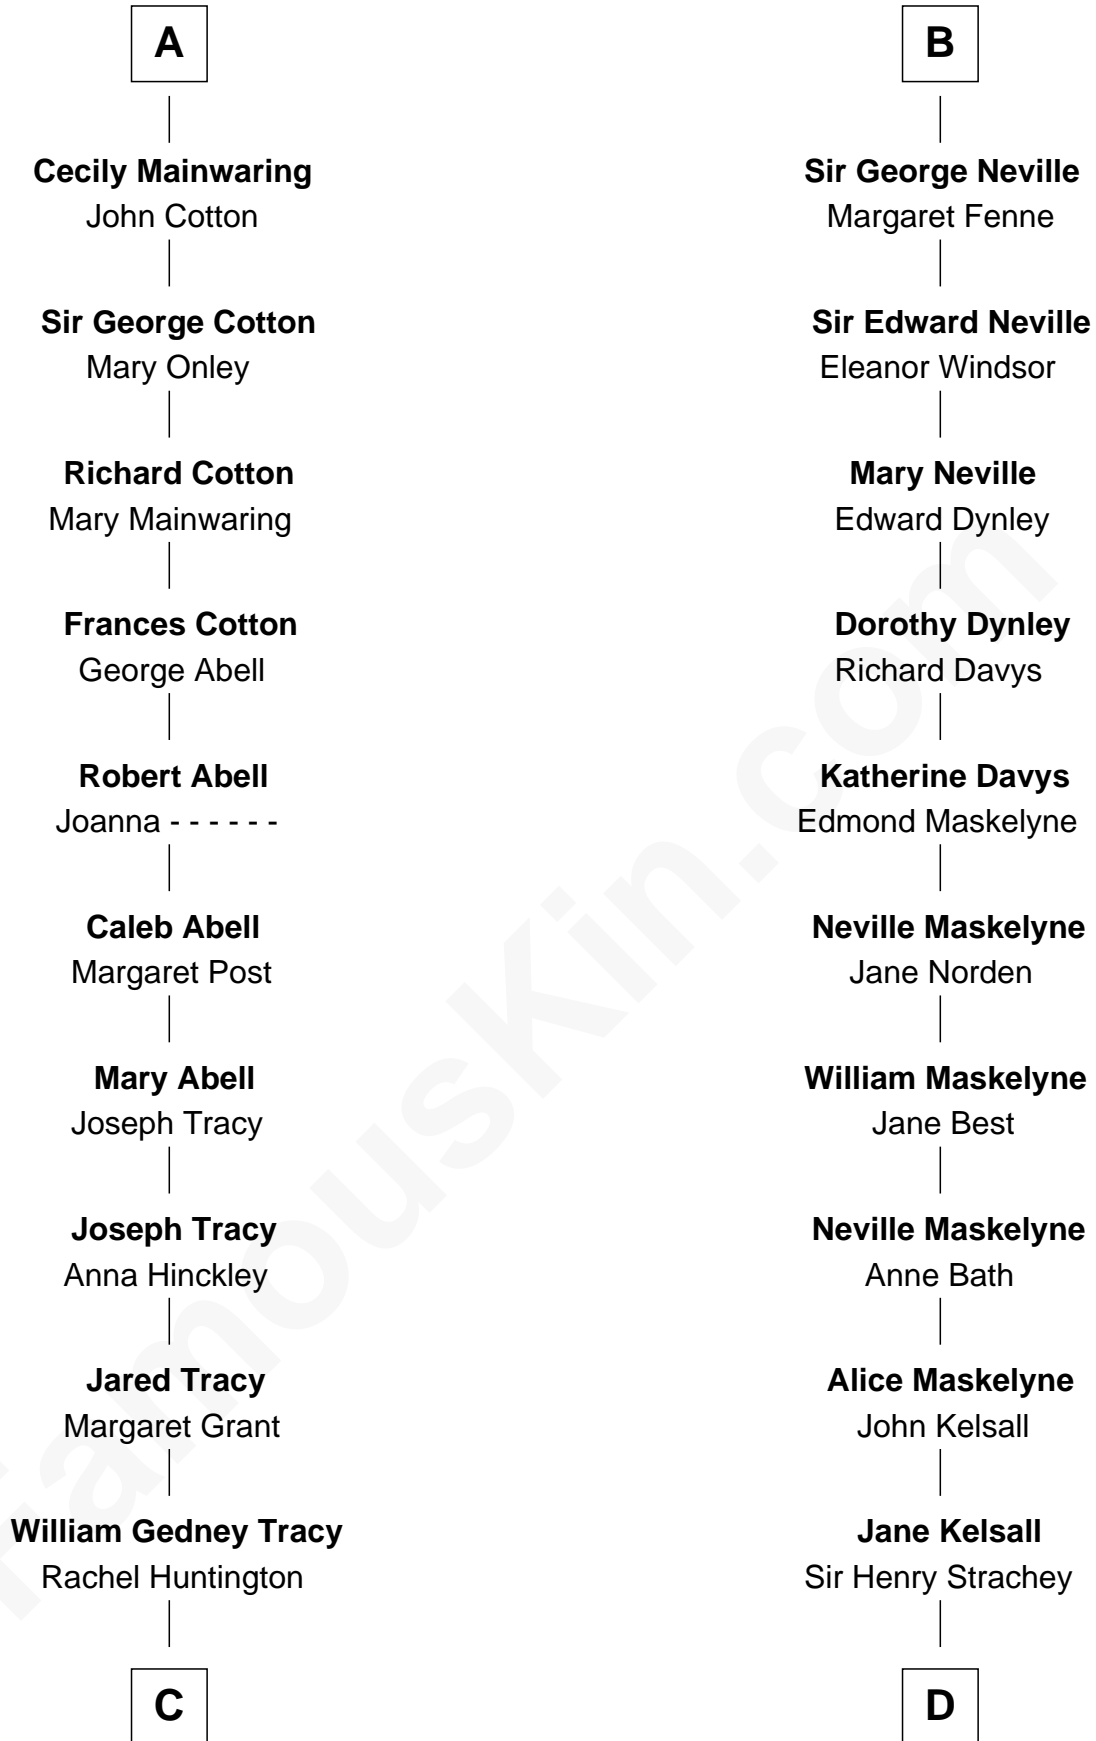 A
Cecily Mainwaring
John Cotton
Sir George Cotton
Mary Onley
Richard Cotton
Mary Mainwaring
Frances Cotton
George Abell
Robert Abell
Joanna - - - - - -
Caleb Abell
Margaret Post
Mary Abell
Joseph Tracy
Joseph Tracy
Anna Hinckley
Jared Tracy
Margaret Grant
William Gedney Tracy
Rachel Huntington
C
B
Sir George Neville
Margaret Fenne
Sir Edward Neville
Eleanor Windsor
Mary Neville
Edward Dynley
Dorothy Dynley
Richard Davys
Katherine Davys
Edmond Maskelyne
Neville Maskelyne
Jane Norden
William Maskelyne
Jane Best
Neville Maskelyne
Anne Bath
Alice Maskelyne
John Kelsall
Jane Kelsall
Sir Henry Strachey
D
FamousKin.com